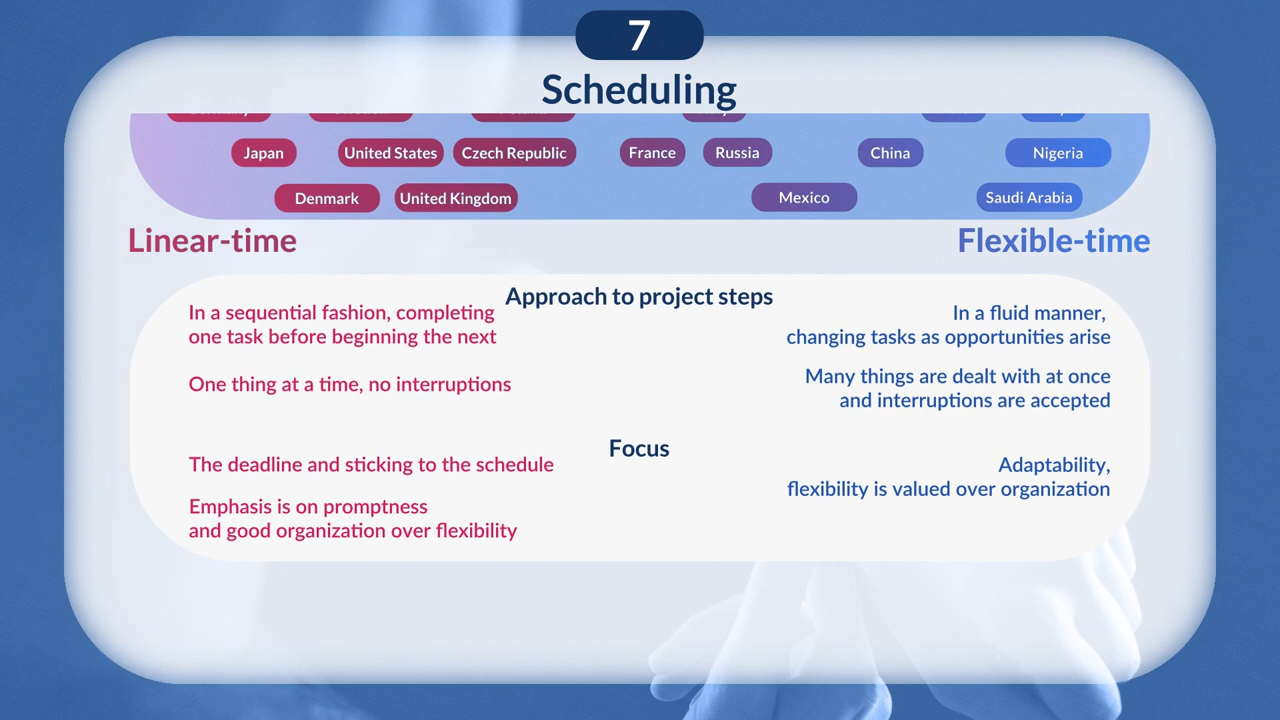 7
Scheduling
Japan United States Czech Republic France Russia China Nigeria
Denmark United Kingdom Mexico Saudi Arabia
Linear-time Flexible-time
Approach to project steps
In a sequential fashion, completing
one task before beginning the next
In a fluid manner,
changing tasks as opportunities arise
One thing at a time, no interruptions
Many things are dealt with at once
and interruptions are accepted
Focus
The deadline and sticking to the schedule
Emphasis is on promptness
and good organization over flexibility
Adaptability,
flexibility is valued over organization